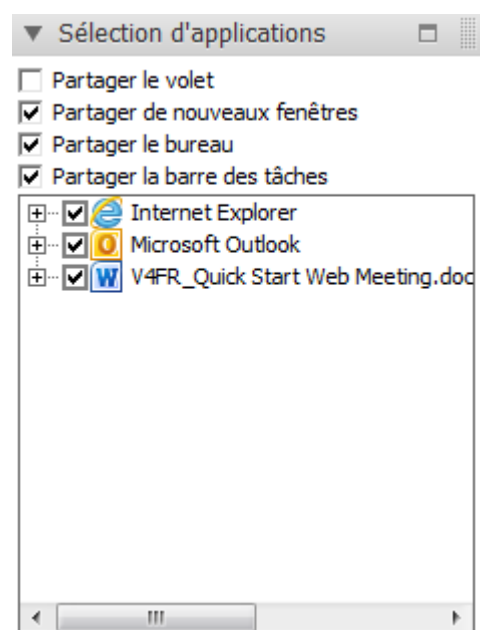 Sélection d'applications
Partager le volet
Partager de nouveaux fenêtres
Partager le bureau
Partager la barre des tâches
Internet Explorer
Microsoft Outlook
V4FR_Quick Start Web Meeting.doc